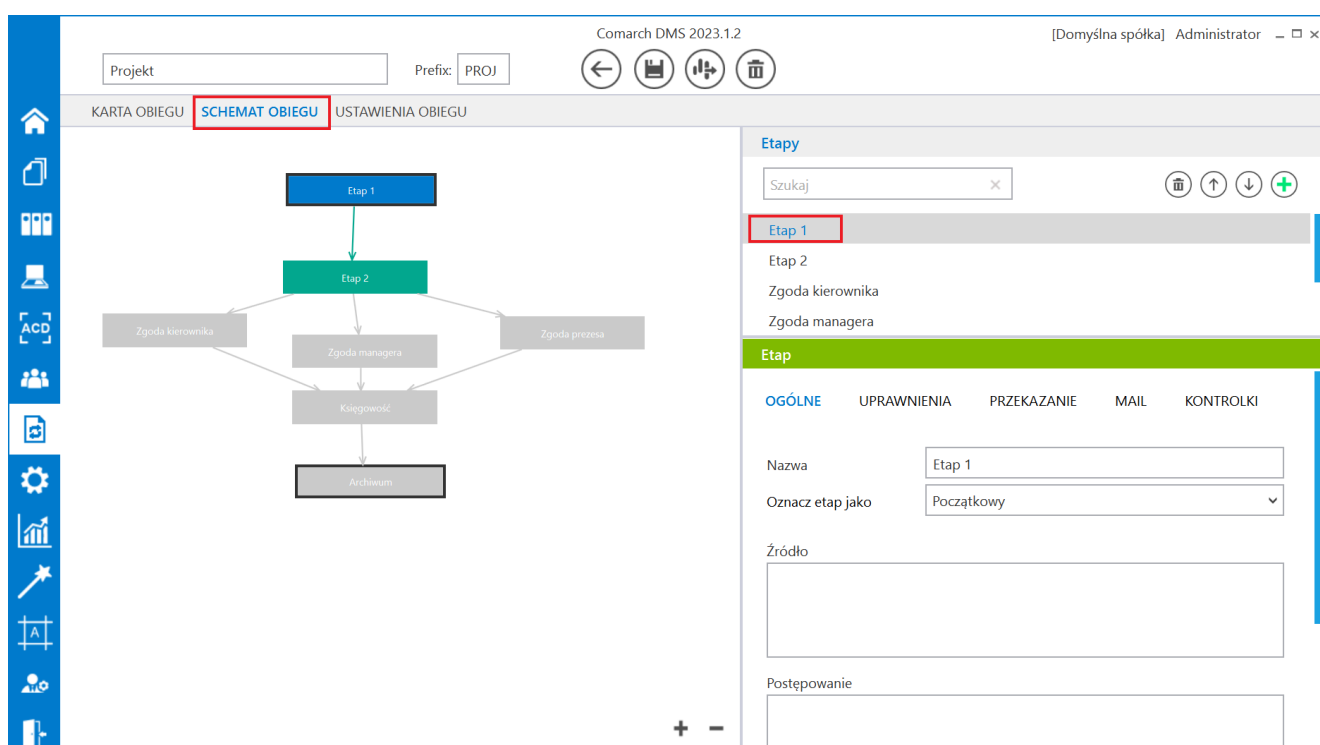 Comarch DMS 2023.1.2
[Domyślna spółka] Administrator
Projekt Prefix: PROJ
KARTA OBIEGU SCHEMAT OBIEGU USTAWIENIA OBIEGU
Etap 1
Etap 2
Zgoda kierownika
Zgoda managera
Zgoda prezesa
Księgowość
Archiwum
Etapy
Szukaj
Etap 1
Etap 2
Zgoda kierownika
Zgoda managera
Etap
OGÓLNE UPRAWNIENIA PRZEKAZANIE MAIL KONTROLKI
Nazwa Etap 1
Oznacz etap jako Początkowy
Źródło
Postępowanie
ACD
A